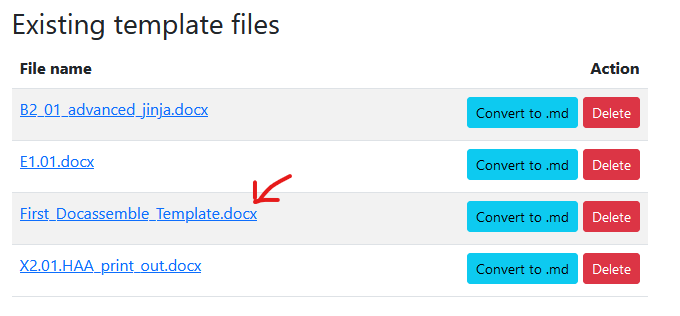 Existing template files
File name Action
B2_01_advanced_jinja.docx Convert to .md Delete
E1.01.docx Convert to .md Delete
First_Docassemble_Template.docx Convert to .md Delete
X2.01.HAA_print_out.docx Convert to .md Delete